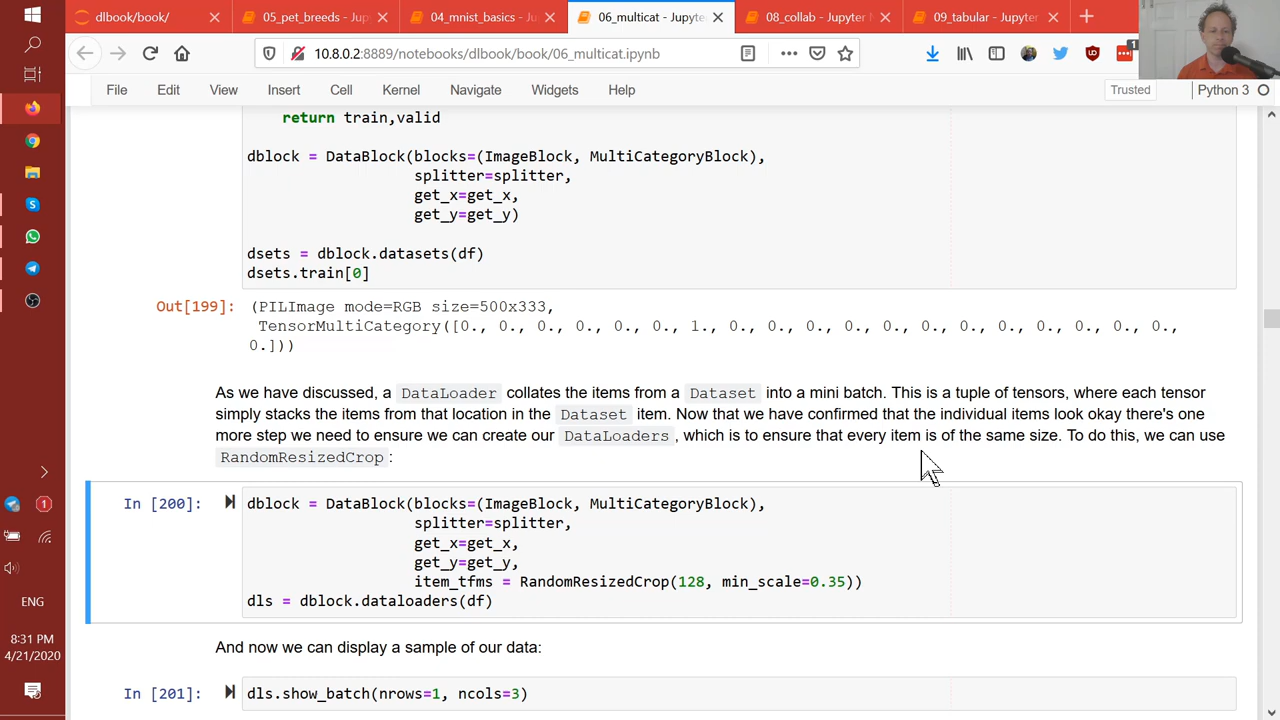 dlbook/book/
05_pet_breeds - Jupy
04_mnist_basics - Jupyt
06_multicat - Jupyte
08_collab - Jupyter N
09_tabular - Jupyte
10.8.0.2:8889/notebooks/dlbook/book/06_multicat.ipynb
1
File Edit View Insert Cell Kernel Navigate Widgets Help
Trusted
Python 3
return train,valid
dblock = DataBlock(blocks=(ImageBlock, MultiCategoryBlock),
splitter=splitter,
get_x=get_x,
get_y=get_y)
dsets = dblock.datasets(df)
dsets.train[0]
Out[199]: (PILImage mode=RGB size=500x333,
TensorMultiCategory([0., 0., 0., 0., 0., 0., 1., 0., 0., 0., 0., 0., 0., 0., 0., 0., 0., 0., 0.,
0.]))
As we have discussed, a DataLoader collates the items from a Dataset into a mini batch. This is a tuple of tensors, where each tensor
simply stacks the items from that location in the Dataset item. Now that we have confirmed that the individual items look okay there's one
more step we need to ensure we can create our DataLoaders, which is to ensure that every item is of the same size. To do this, we can use
RandomResizedCrop:
In [200]: dblock = DataBlock(blocks=(ImageBlock, MultiCategoryBlock),
splitter=splitter,
get_x=get_x,
get_y=get_y,
item_tfms = RandomResizedCrop(128, min_scale=0.35))
dls = dblock.dataloaders(df)
And now we can display a sample of our data:
In [201]: dls.show_batch(nrows=1, ncols=3)
1
ENG
8:31 PM
4/21/2020